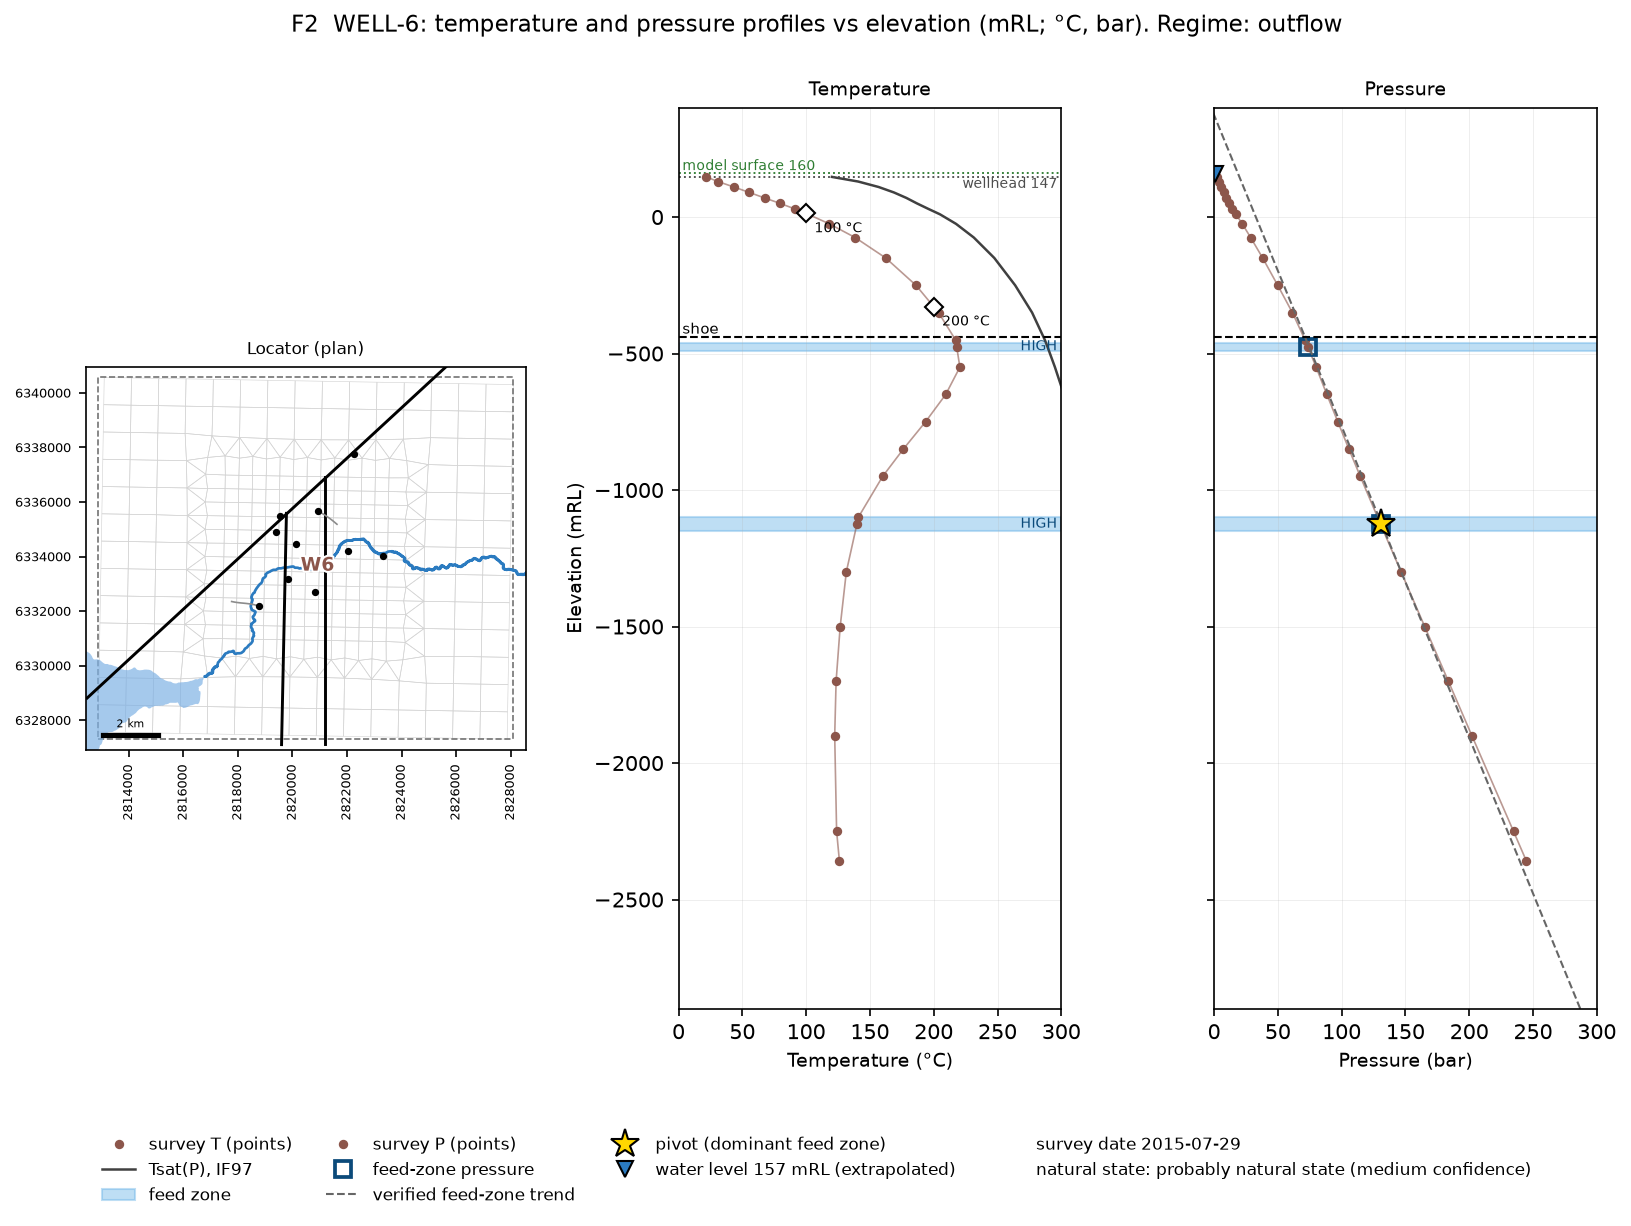 F2  WELL-6: temperature and pressure profiles vs elevation (mRL; °C, bar). Regime: outflow
Locator (plan)
6340000
6338000
6336000
6334000
6332000
6330000
6328000
W6
2 km
2814000
2816000
2818000
2820000
2822000
2824000
2826000
2828000
Temperature
model surface 160
wellhead 147
100 °C
200 °C
shoe
HIGH
HIGH
Elevation (mRL)
0
−500
−1000
−1500
−2000
−2500
0 50 100 150 200 250 300
Temperature (°C)
Pressure
0 50 100 150 200 250 300
Pressure (bar)
survey T (points)
Tsat(P), IF97
feed zone
survey P (points)
feed-zone pressure
verified feed-zone trend
pivot (dominant feed zone)
water level 157 mRL (extrapolated)
survey date 2015-07-29
natural state: probably natural state (medium confidence)